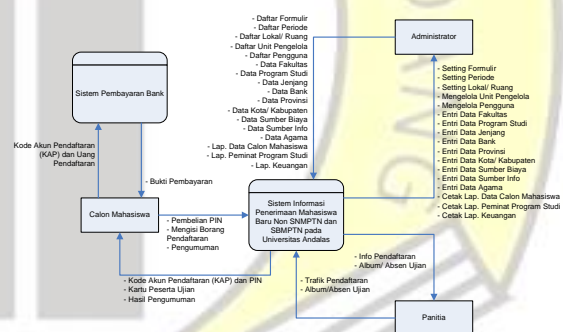 - Daftar Formulir
- Daftar Periode
- Daftar Lokal/ Ruang
- Daftar Unit Pengelola
- Daftar Pengguna
- Data Fakultas
- Data Program Studi
- Data Jenjang
- Data Bank
- Data Provinsi
- Data Kota/ Kabupaten
- Data Sumber Biaya
- Data Sumber Info
- Data Agama
- Lap. Data Calon Mahasiswa
- Lap. Peminat Program Studi
- Lap. Keuangan
Administrator
- Setting Formulir
- Setting Periode
- Setting Lokal/ Ruang
- Mengelola Unit Pengelola
- Mengelola Pengguna
- Entri Data Fakultas
- Entri Data Program Studi
- Entri Data Jenjang
- Entri Data Bank
- Entri Data Provinsi
- Entri Data Kota/ Kabupaten
- Entri Data Sumber Biaya
- Entri Data Sumber Info
- Entri Data Agama
- Cetak Lap. Data Calon Mahasiswa
- Cetak Lap. Peminat Program Studi
- Cetak Lap. Keuangan
Sistem Pembayaran Bank
Kode Akun Pendaftaran
(KAP) dan Uang
Pendaftaran
- Bukti Pembayaran
Calon Mahasiswa
- Pembelian PIN
- Mengisi Borang
Pendaftaran
- Pengumuman
Sistem Informasi
Penerimaan Mahasiswa
Baru Non SNMPTN dan
SBMPTN pada
Universitas Andalas
- Kode Akun Pendaftaran (KAP) dan PIN
- Kartu Peserta Ujian
- Hasil Pengumuman
- Info Pendaftaran
- Album/ Absen Ujian
- Trafik Pendaftaran
- Album/Absen Ujian
Panitia